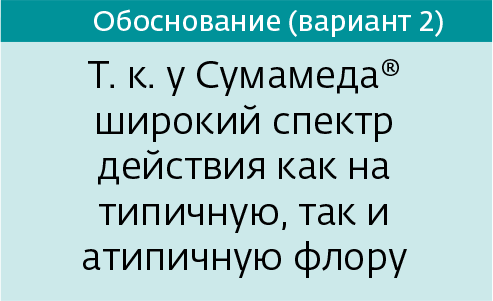 Обоснование (вариант 2)
Т. к. у Сумамеда®
широкий спектр
действия как на
типичную, так и
атипичную флору